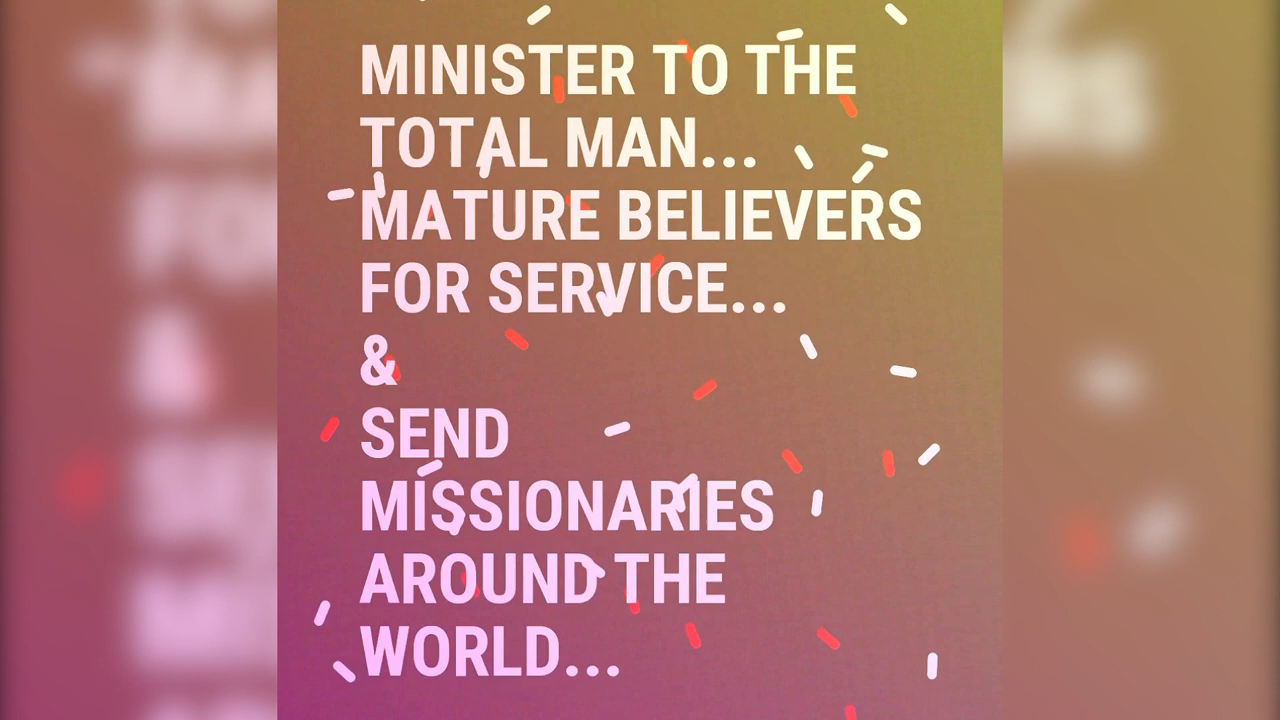 MINISTER TO THE
TOTAL MAN...
MATURE BELIEVERS
FOR SERVICE...
&
SEND
MISSIONARIES
AROUND THE
WORLD...